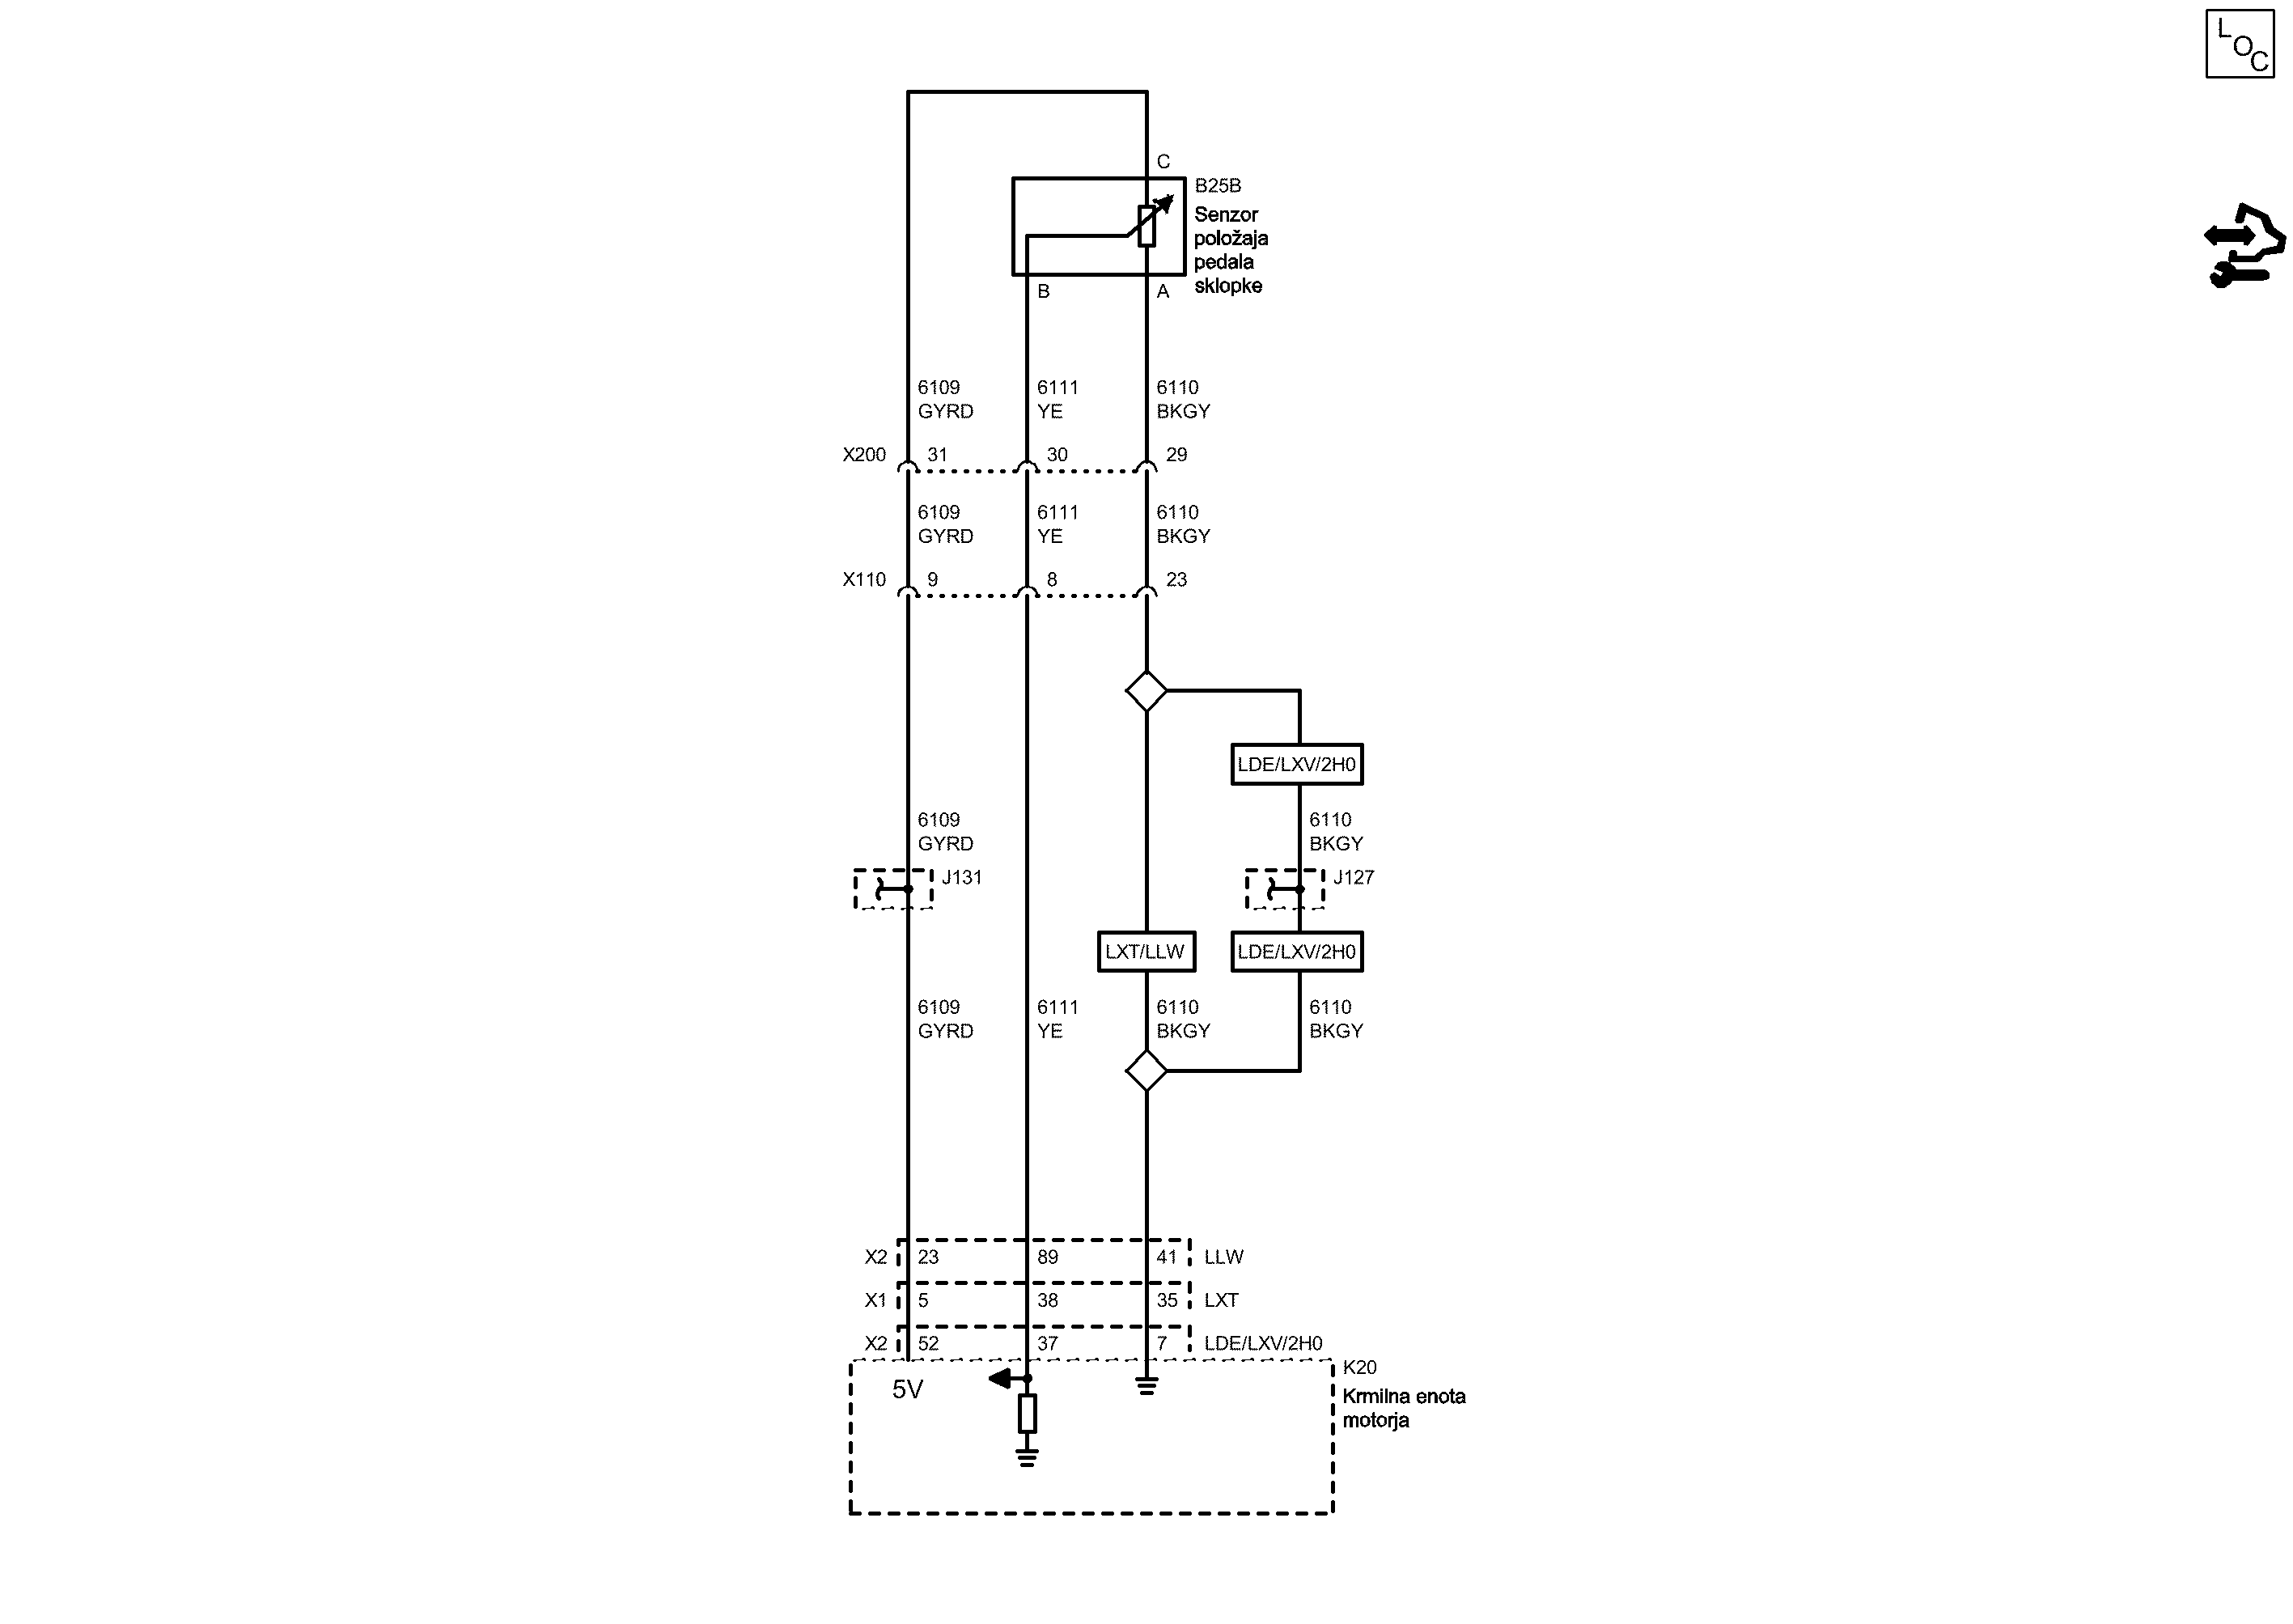 LOC
C
B25B
Senzor
položaja
pedala
sklopke
B
A
6109
GYRD
6111
YE
6110
BKGY
X200
31
30
29
6109
GYRD
6111
YE
6110
BKGY
X110
9
8
23
LDE/LXV/2H0
6109
GYRD
6110
BKGY
J131
J127
LXT/LLW
LDE/LXV/2H0
6109
GYRD
6111
YE
6110
BKGY
6110
BKGY
X2
23
89
41
LLW
X1
5
38
35
LXT
X2
52
37
7
LDE/LXV/2H0
K20
Krmilna enota
motorja
5V